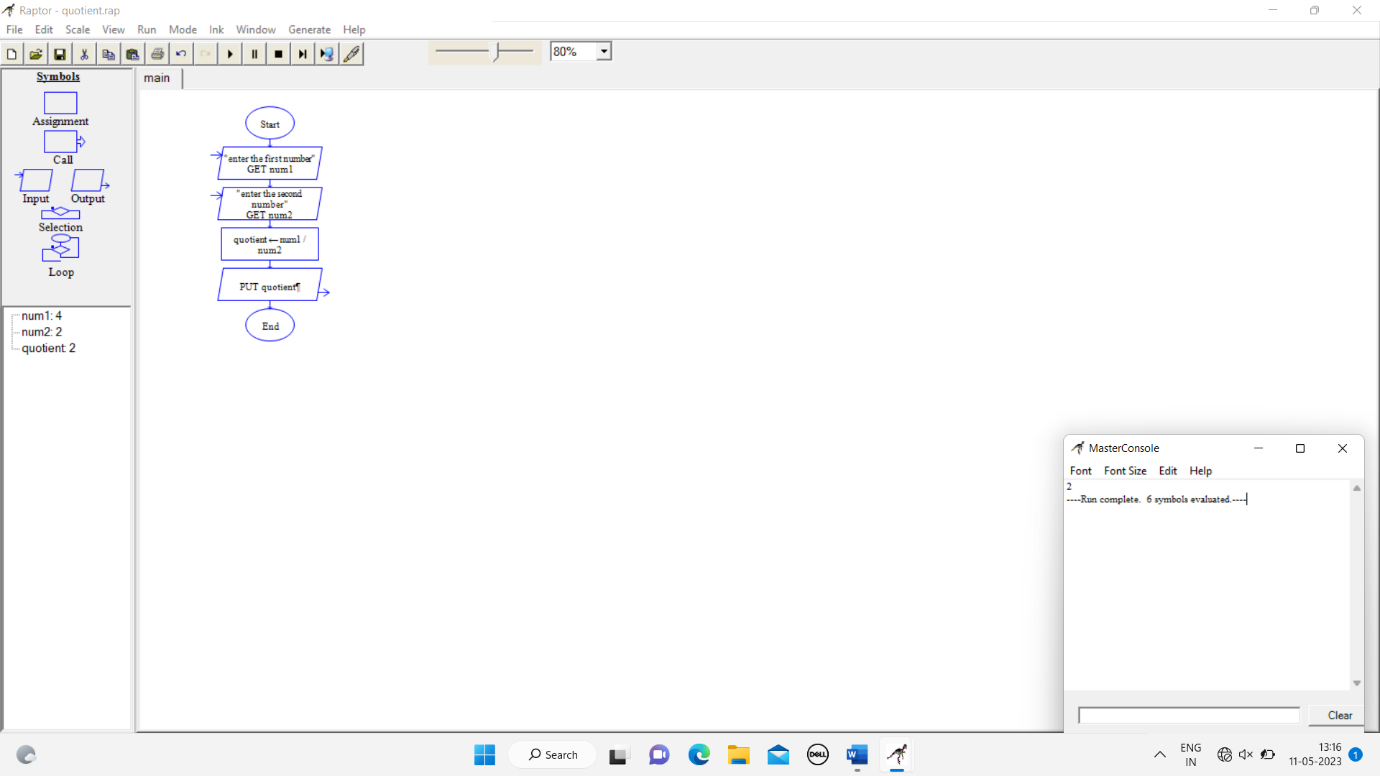 Raptor - quotient.rap
File Edit Scale View Run Mode Ink Window Generate Help
80%
Symbols
Assignment
Call
Input Output
Selection
Loop
num1: 4
num2: 2
quotient: 2
main
Start
"enter the first number"
GET num1
"enter the second
number"
GET num2
quotient ← num1 /
num2
PUT quotient¶
End
MasterConsole
Font Font Size Edit Help
2
----Run complete. 6 symbols evaluated.----
Clear
Search
DELL
W
ENG
IN
13:16
11-05-2023
1